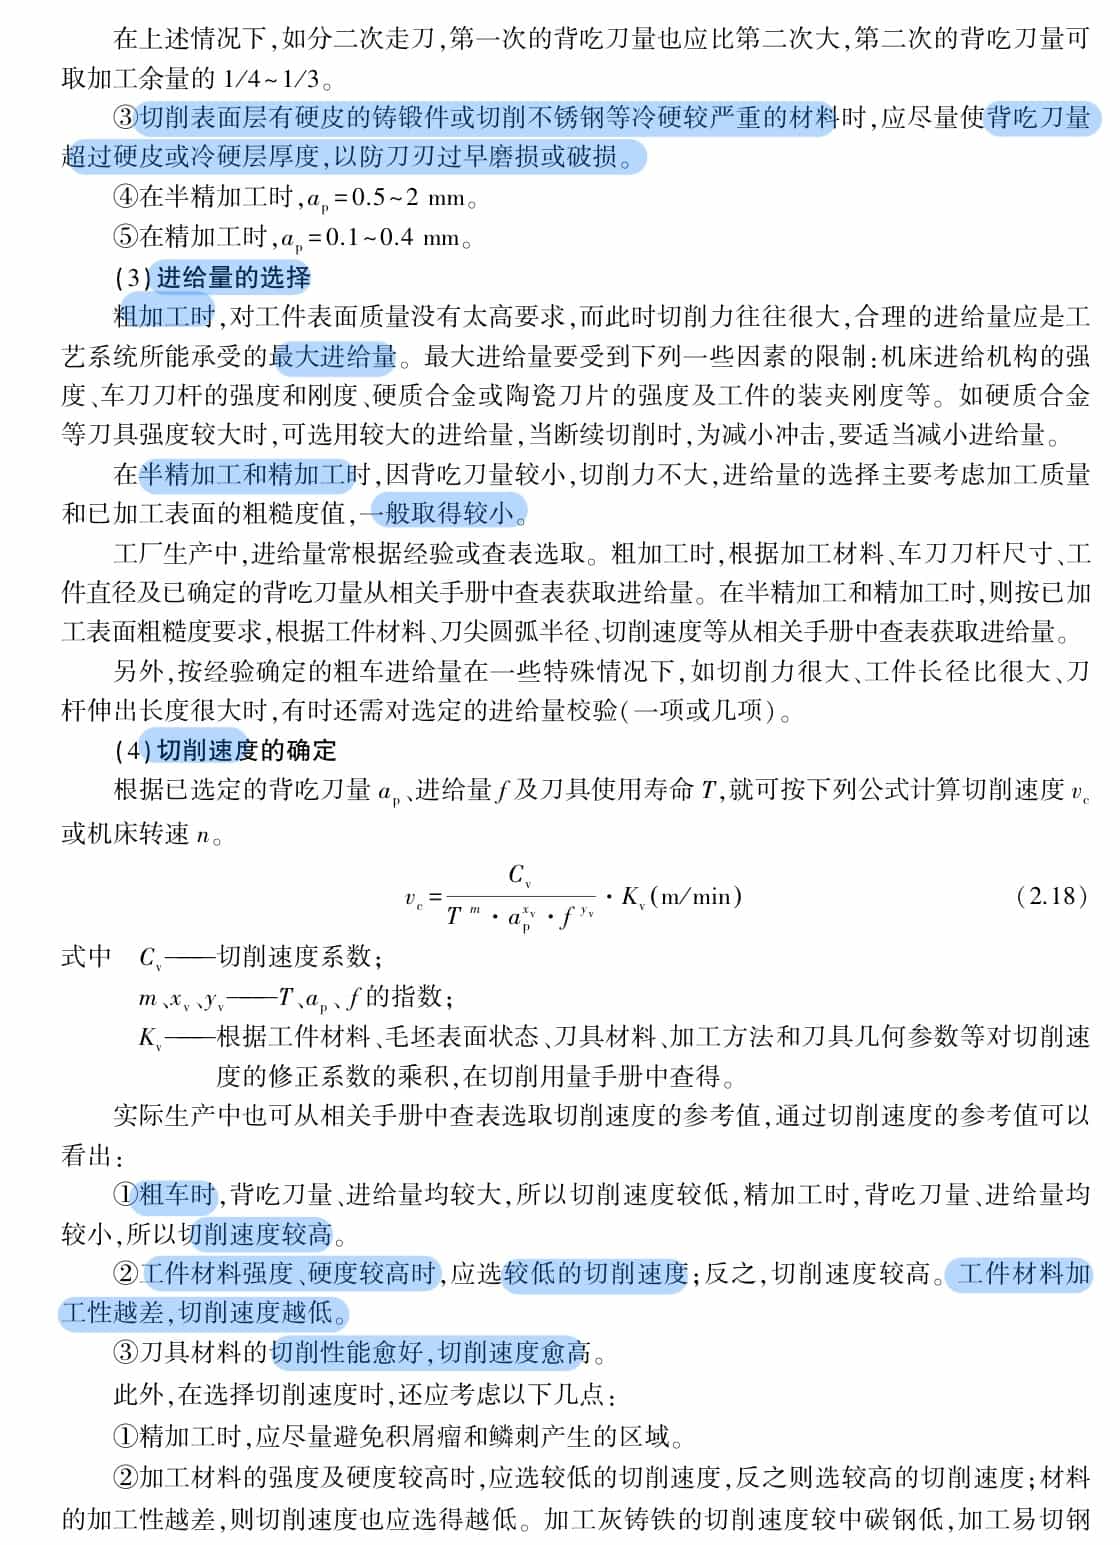 在上述情况下,如分二次走刀,第一次的背吃刀量也应比第二次大,第二次的背吃刀量可
取加工余量的 1/4~1/3。
③切削表面层有硬皮的铸锻件或切削不锈钢等冷硬较严重的材料时,应尽量使背吃刀量
超过硬皮或冷硬层厚度,以防刀刃过早磨损或破损。
④在半精加工时,aₚ=0.5~2 mm。
⑤在精加工时,aₚ=0.1~0.4 mm。
(3)进给量的选择
粗加工时,对工件表面质量没有太高要求,而此时切削力往往很大,合理的进给量应是工
艺系统所能承受的最大进给量。最大进给量要受到下列一些因素的限制:机床进给机构的强
度、车刀刀杆的强度和刚度、硬质合金或陶瓷刀片的强度及工件的装夹刚度等。如硬质合金
等刀具强度较大时,可选用较大的进给量,当断续切削时,为减小冲击,要适当减小进给量。
在半精加工和精加工时,因背吃刀量较小,切削力不大,进给量的选择主要考虑加工质量
和已加工表面的粗糙度值,一般取得较小。
工厂生产中,进给量常根据经验或查表选取。粗加工时,根据加工材料、车刀刀杆尺寸、工
件直径及已确定的背吃刀量从相关手册中查表获取进给量。在半精加工和精加工时,则按已加
工表面粗糙度要求,根据工件材料、刀尖圆弧半径、切削速度等从相关手册中查表获取进给量。
另外,按经验确定的粗车进给量在一些特殊情况下,如切削力很大、工件长径比很大、刀
杆伸出长度很大时,有时还需对选定的进给量校验(一项或几项)。
(4)切削速度的确定
根据已选定的背吃刀量 aₚ、进给量 f 及刀具使用寿命 T,就可按下列公式计算切削速度 v_c
或机床转速 n。
v_c = C_v / (T^m · a_p^{x_v} · f^{y_v}) · K_v (m/min) (2.18)
式中 C_v——切削速度系数;
m、x_v、y_v——T、a_p、f 的指数;
K_v——根据工件材料、毛坯表面状态、刀具材料、加工方法和刀具几何参数等对切削速
度的修正系数的乘积,在切削用量手册中查得。
实际生产中也可从相关手册中查表选取切削速度的参考值,通过切削速度的参考值可以
看出:
①粗车时,背吃刀量、进给量均较大,所以切削速度较低,精加工时,背吃刀量、进给量均
较小,所以切削速度较高。
②工件材料强度、硬度较高时,应选较低的切削速度;反之,切削速度较高。工件材料加
工性越差,切削速度越低。
③刀具材料的切削性能愈好,切削速度愈高。
此外,在选择切削速度时,还应考虑以下几点:
①精加工时,应尽量避免积屑瘤和鳞刺产生的区域。
②加工材料的强度及硬度较高时,应选较低的切削速度,反之则选较高的切削速度;材料
的加工性越差,则切削速度也应选得越低。加工灰铸铁的切削速度较中碳钢低,加工易切钢